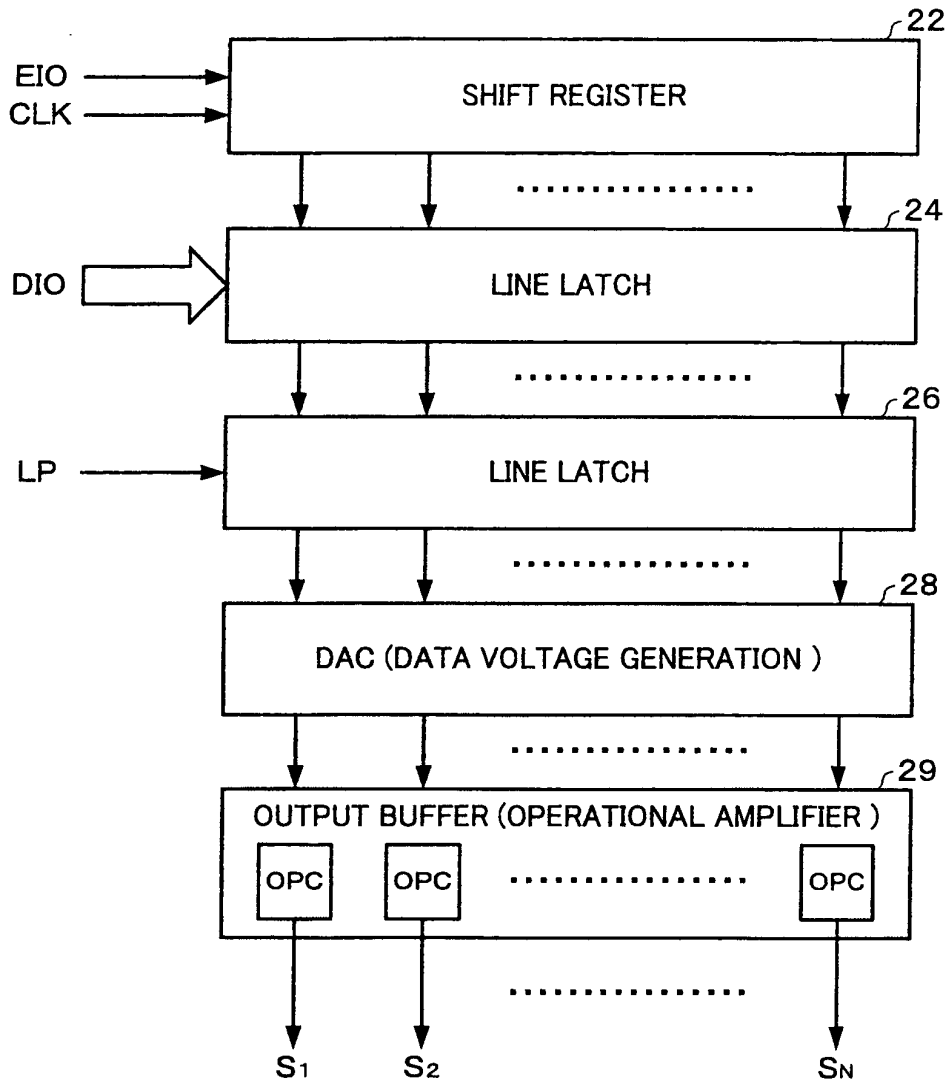 22
EIO
CLK
SHIFT REGISTER
24
DIO
LINE LATCH
26
LP
LINE LATCH
28
DAC (DATA VOLTAGE GENERATION )
29
OUTPUT BUFFER (OPERATIONAL AMPLIFIER )
OPC OPC OPC
S1 S2 SN